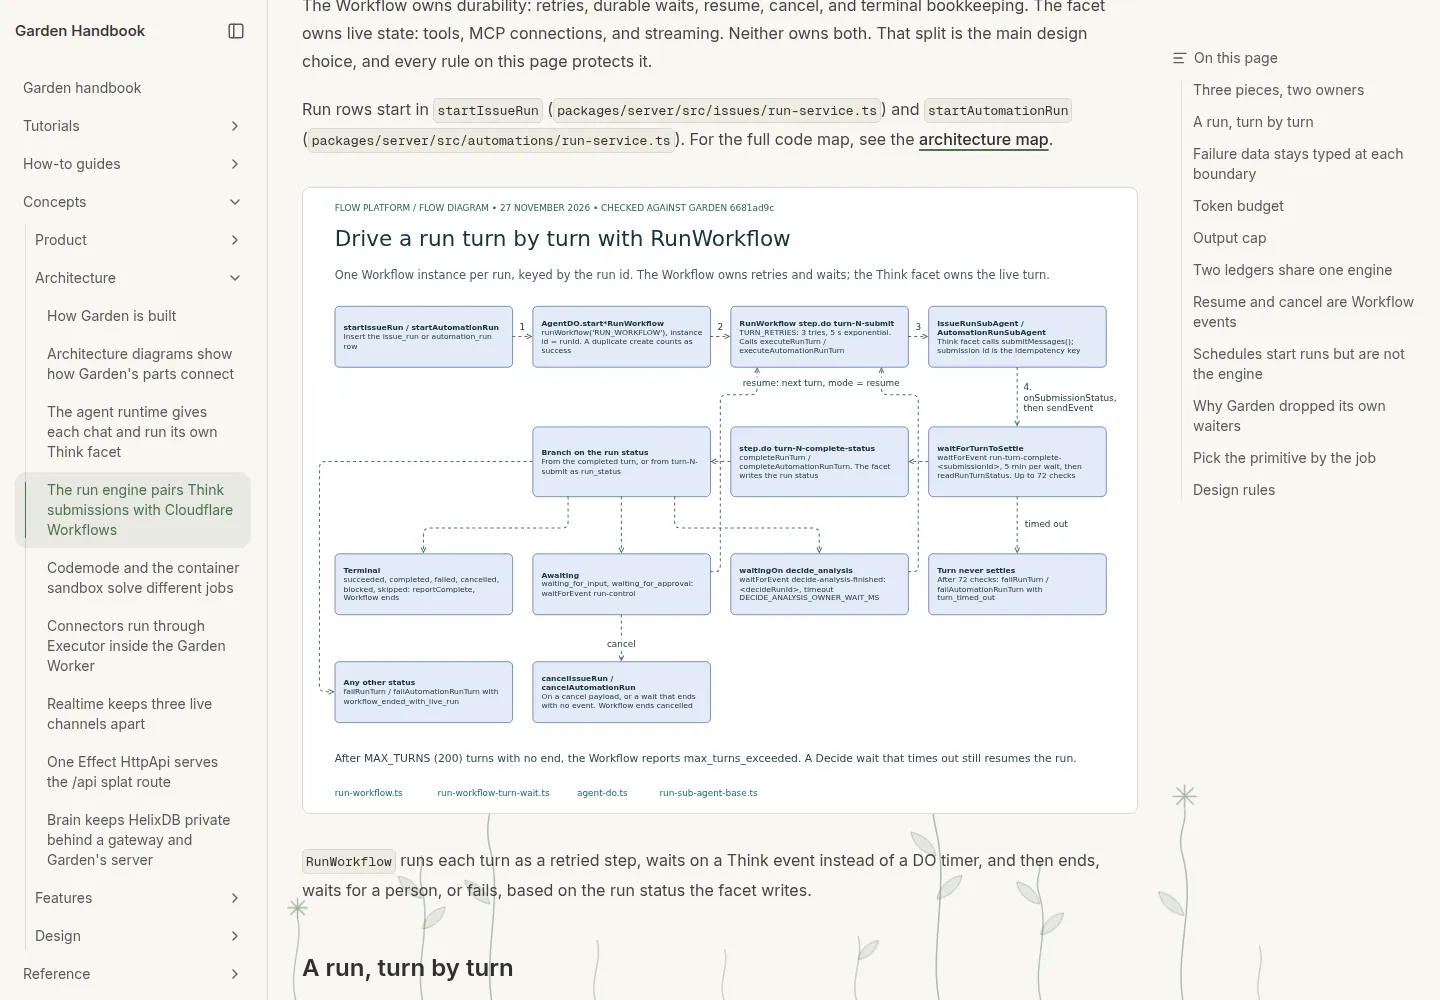 Garden Handbook
Garden handbook
Tutorials
How-to guides
Concepts
Product
Architecture
How Garden is built
Architecture diagrams show
how Garden's parts connect
The agent runtime gives
each chat and run its own
Think facet
The run engine pairs Think
submissions with Cloudflare
Workflows
Codemode and the container
sandbox solve different jobs
Connectors run through
Executor inside the Garden
Worker
Realtime keeps three live
channels apart
One Effect HttpApi serves
the /api splat route
Brain keeps HelixDB private
behind a gateway and
Garden's server
Features
Design
Reference
The Workflow owns durability: retries, durable waits, resume, cancel, and terminal bookkeeping. The facet
owns live state: tools, MCP connections, and streaming. Neither owns both. That split is the main design
choice, and every rule on this page protects it.
Run rows start in startIssueRun (packages/server/src/issues/run-service.ts) and startAutomationRun
(packages/server/src/automations/run-service.ts). For the full code map, see the architecture map.
FLOW PLATFORM / FLOW DIAGRAM • 27 NOVEMBER 2026 • CHECKED AGAINST GARDEN 6681ad9c
Drive a run turn by turn with RunWorkflow
One Workflow instance per run, keyed by the run id. The Workflow owns retries and waits; the Think facet owns the live turn.
startIssueRun / startAutomationRun
Insert the issue_run or automation_run
row
1
AgentDO.start*RunWorkflow
runWorkflow('RUN_WORKFLOW'), instance
id = runId. A duplicate create counts as
success
2
RunWorkflow step.do turn-N-submit
TURN_RETRIES: 3 tries, 5 s exponential.
Calls executeRunTurn /
executeAutomationRunTurn
3
IssueRunSubAgent /
AutomationRunSubAgent
Think facet calls submitMessages();
submission id is the idempotency key
resume: next turn, mode = resume
4.
onSubmissionStatus,
then sendEvent
Branch on the run status
From the completed turn, or from turn-N-
submit as run_status
step.do turn-N-complete-status
completeRunTurn /
completeAutomationRunTurn. The facet
writes the run status
waitForTurnToSettle
waitForEvent run-turn-complete-
<submissionId>, 5 min per wait, then
readRunTurnStatus. Up to 72 checks
timed out
Terminal
succeeded, completed, failed, cancelled,
blocked, skipped: reportComplete,
Workflow ends
Awaiting
waiting_for_input, waiting_for_approval:
waitForEvent run-control
waitingOn decide_analysis
waitForEvent decide-analysis-finished:
<decideRunId>, timeout
DECIDE_ANALYSIS_OWNER_WAIT_MS
Turn never settles
After 72 checks: failRunTurn /
failAutomationRunTurn with
turn_timed_out
cancel
Any other status
failRunTurn / failAutomationRunTurn with
workflow_ended_with_live_run
cancelIssueRun /
cancelAutomationRun
On a cancel payload, or a wait that ends
with no event. Workflow ends cancelled
After MAX_TURNS (200) turns with no end, the Workflow reports max_turns_exceeded. A Decide wait that times out still resumes the run.
run-workflow.ts
run-workflow-turn-wait.ts
agent-do.ts
run-sub-agent-base.ts
RunWorkflow runs each turn as a retried step, waits on a Think event instead of a DO timer, and then ends,
waits for a person, or fails, based on the run status the facet writes.
A run, turn by turn
On this page
Three pieces, two owners
A run, turn by turn
Failure data stays typed at each
boundary
Token budget
Output cap
Two ledgers share one engine
Resume and cancel are Workflow
events
Schedules start runs but are not
the engine
Why Garden dropped its own
waiters
Pick the primitive by the job
Design rules